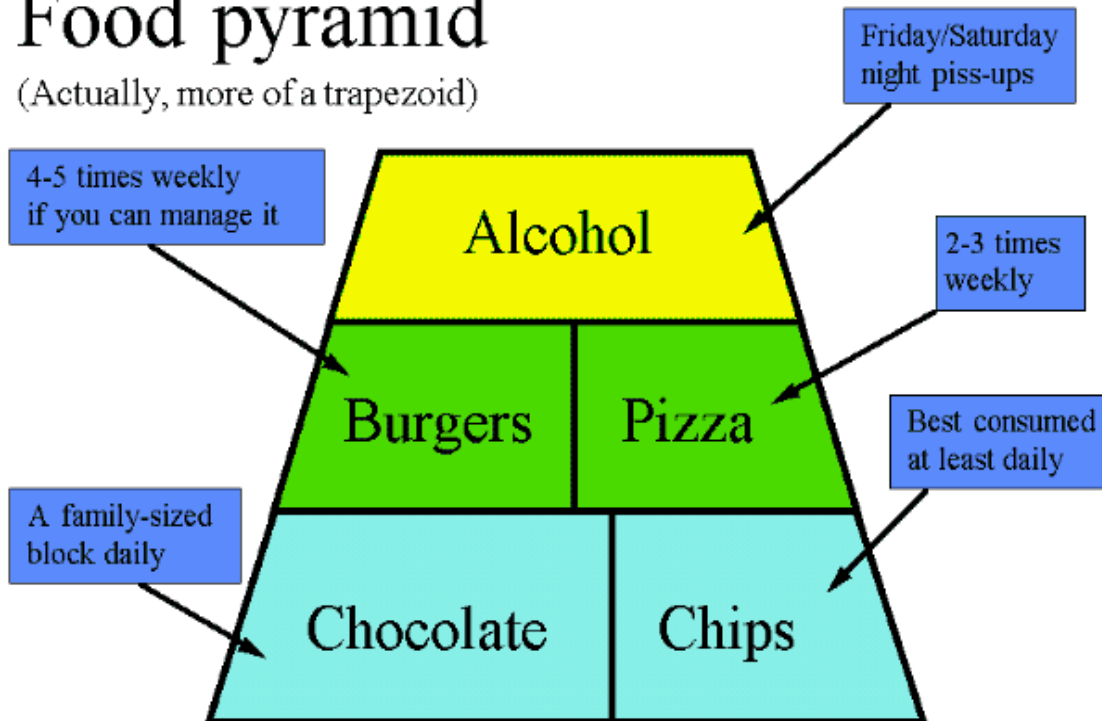 Food pyramid
(Actually, more of a trapezoid)
Friday/Saturday
night piss-ups
4-5 times weekly
if you can manage it
Alcohol
2-3 times
weekly
Burgers
Pizza
Best consumed
at least daily
A family-sized
block daily
Chocolate
Chips